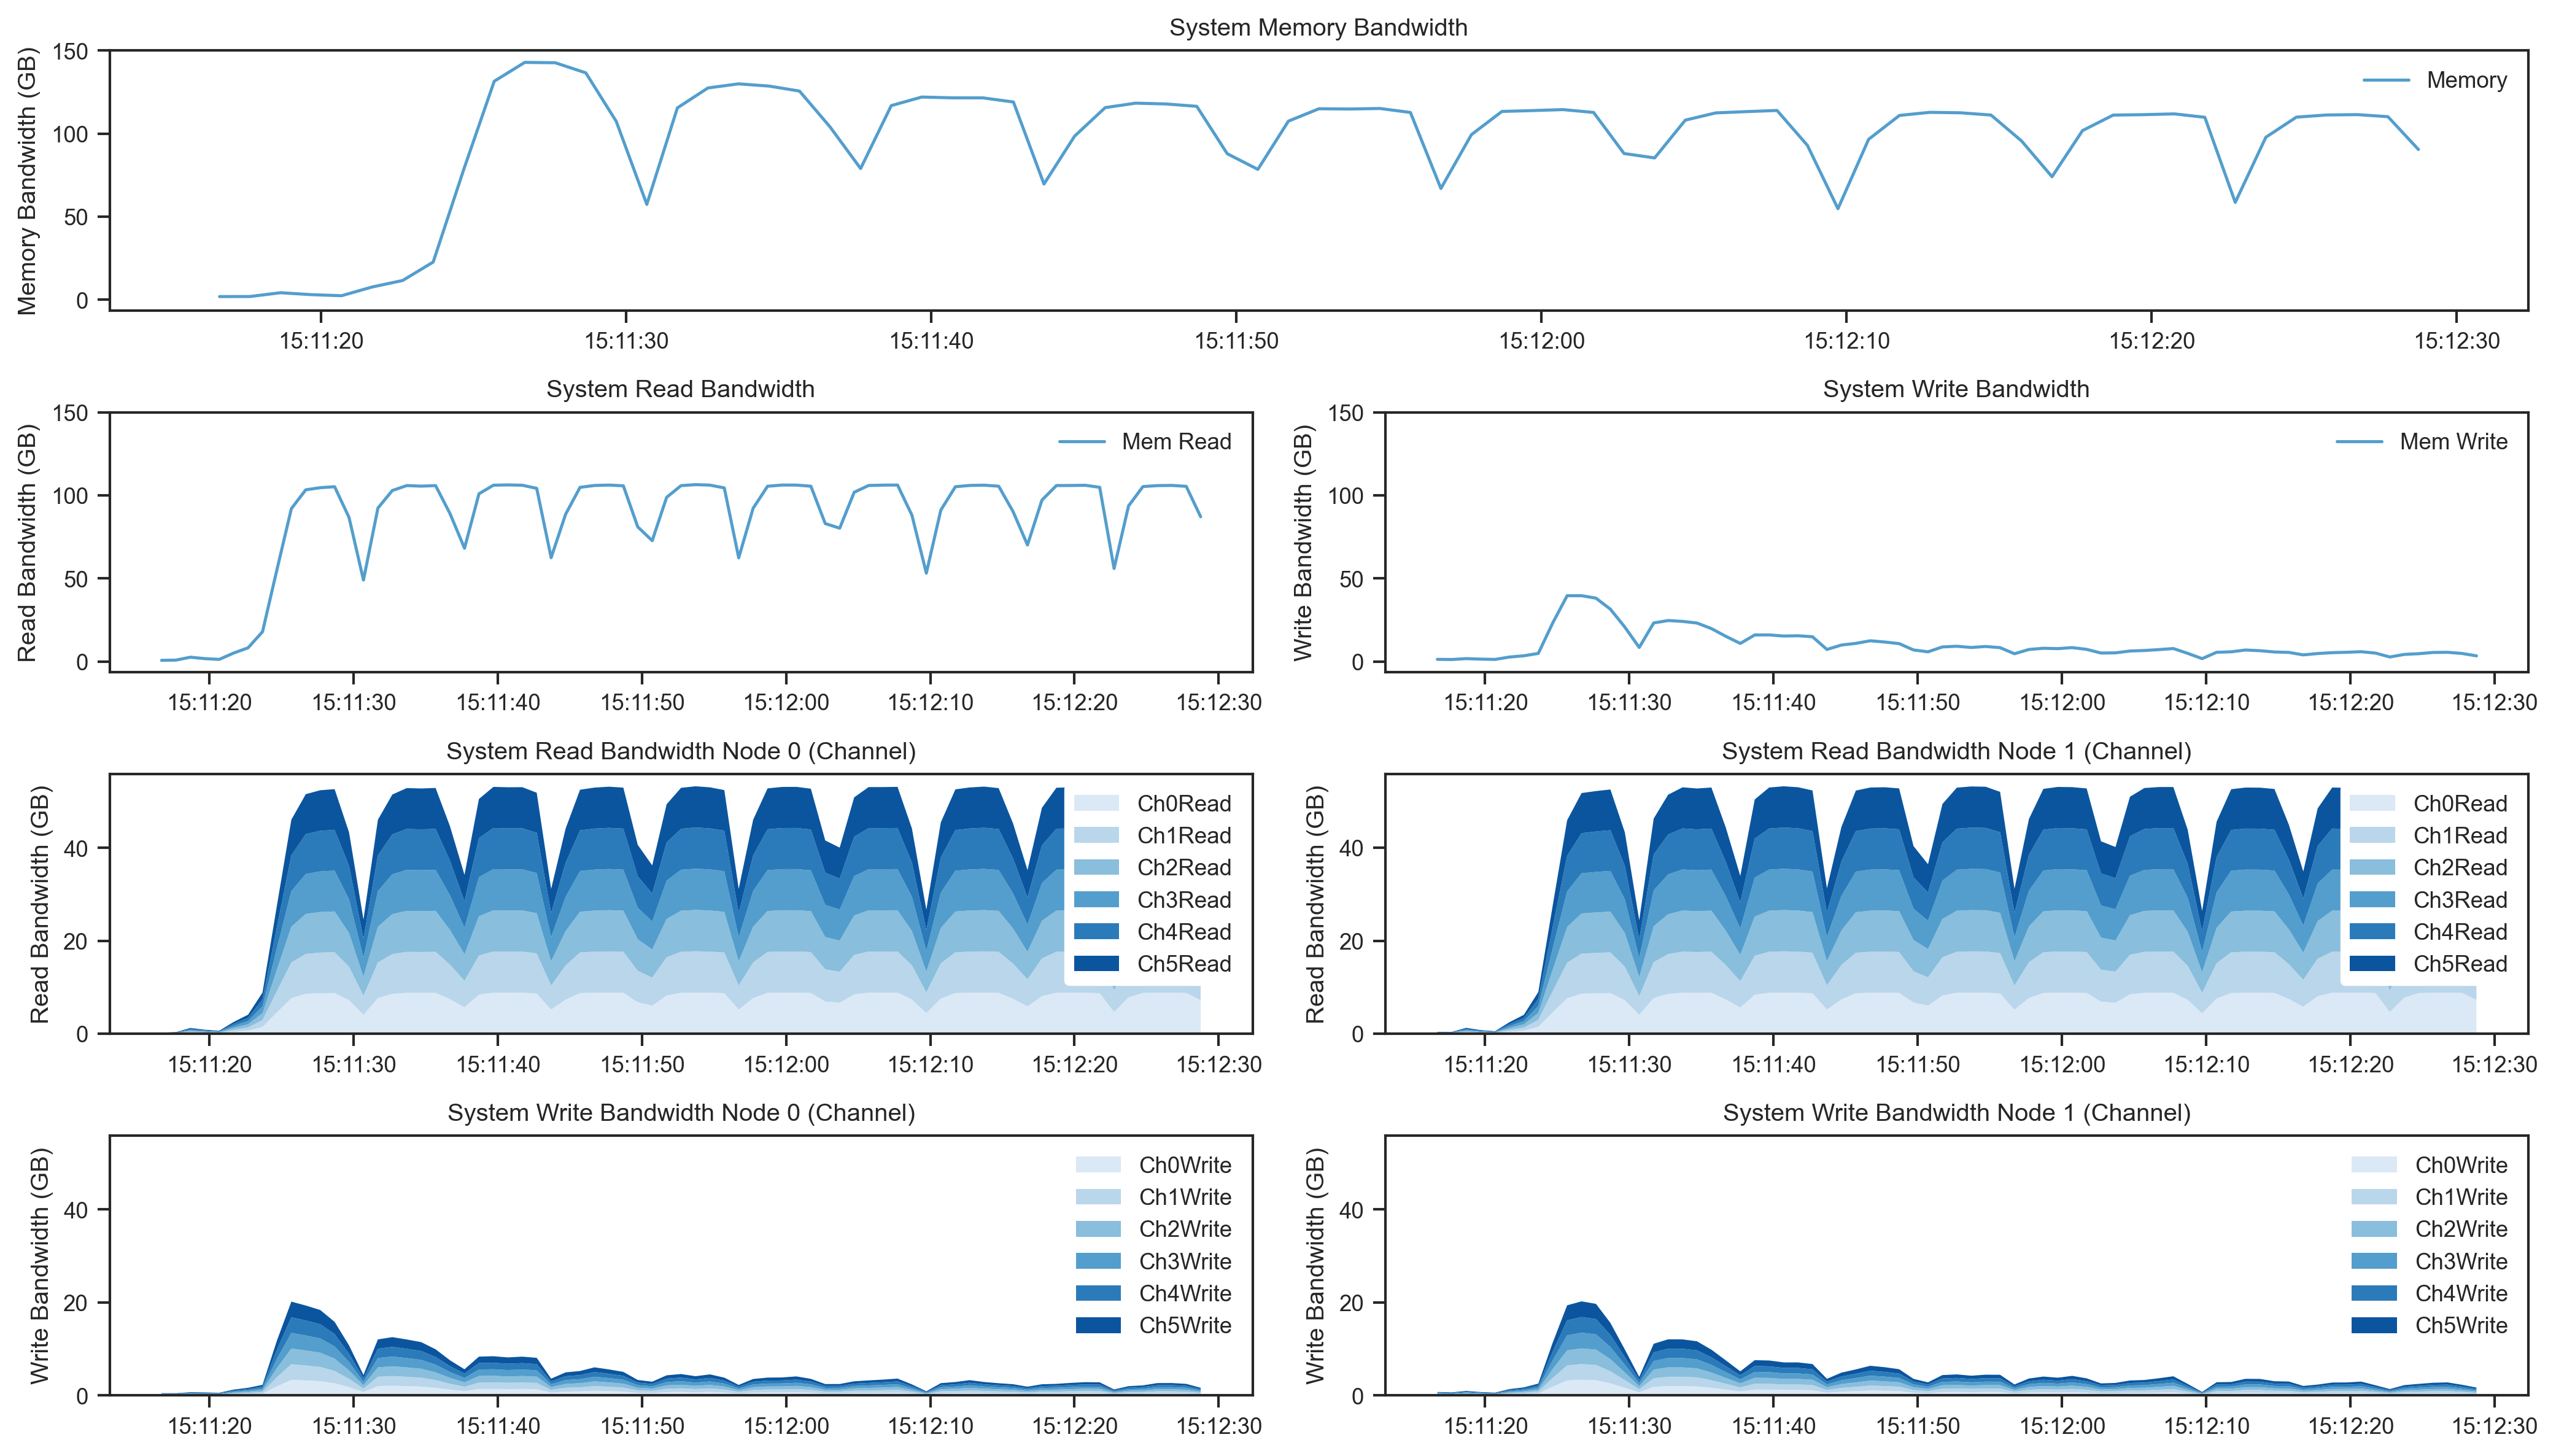 System Memory Bandwidth
Memory Bandwidth (GB)
150
100
50
0
Memory
15:11:20 15:11:30 15:11:40 15:11:50 15:12:00 15:12:10 15:12:20 15:12:30
System Read Bandwidth
Read Bandwidth (GB)
150
100
50
0
Mem Read
15:11:20 15:11:30 15:11:40 15:11:50 15:12:00 15:12:10 15:12:20 15:12:30
System Write Bandwidth
Write Bandwidth (GB)
150
100
50
0
Mem Write
15:11:20 15:11:30 15:11:40 15:11:50 15:12:00 15:12:10 15:12:20 15:12:30
System Read Bandwidth Node 0 (Channel)
Read Bandwidth (GB)
40
20
0
Ch0Read
Ch1Read
Ch2Read
Ch3Read
Ch4Read
Ch5Read
15:11:20 15:11:30 15:11:40 15:11:50 15:12:00 15:12:10 15:12:20 15:12:30
System Read Bandwidth Node 1 (Channel)
Read Bandwidth (GB)
40
20
0
Ch0Read
Ch1Read
Ch2Read
Ch3Read
Ch4Read
Ch5Read
15:11:20 15:11:30 15:11:40 15:11:50 15:12:00 15:12:10 15:12:20 15:12:30
System Write Bandwidth Node 0 (Channel)
Write Bandwidth (GB)
40
20
0
Ch0Write
Ch1Write
Ch2Write
Ch3Write
Ch4Write
Ch5Write
15:11:20 15:11:30 15:11:40 15:11:50 15:12:00 15:12:10 15:12:20 15:12:30
System Write Bandwidth Node 1 (Channel)
Write Bandwidth (GB)
40
20
0
Ch0Write
Ch1Write
Ch2Write
Ch3Write
Ch4Write
Ch5Write
15:11:20 15:11:30 15:11:40 15:11:50 15:12:00 15:12:10 15:12:20 15:12:30